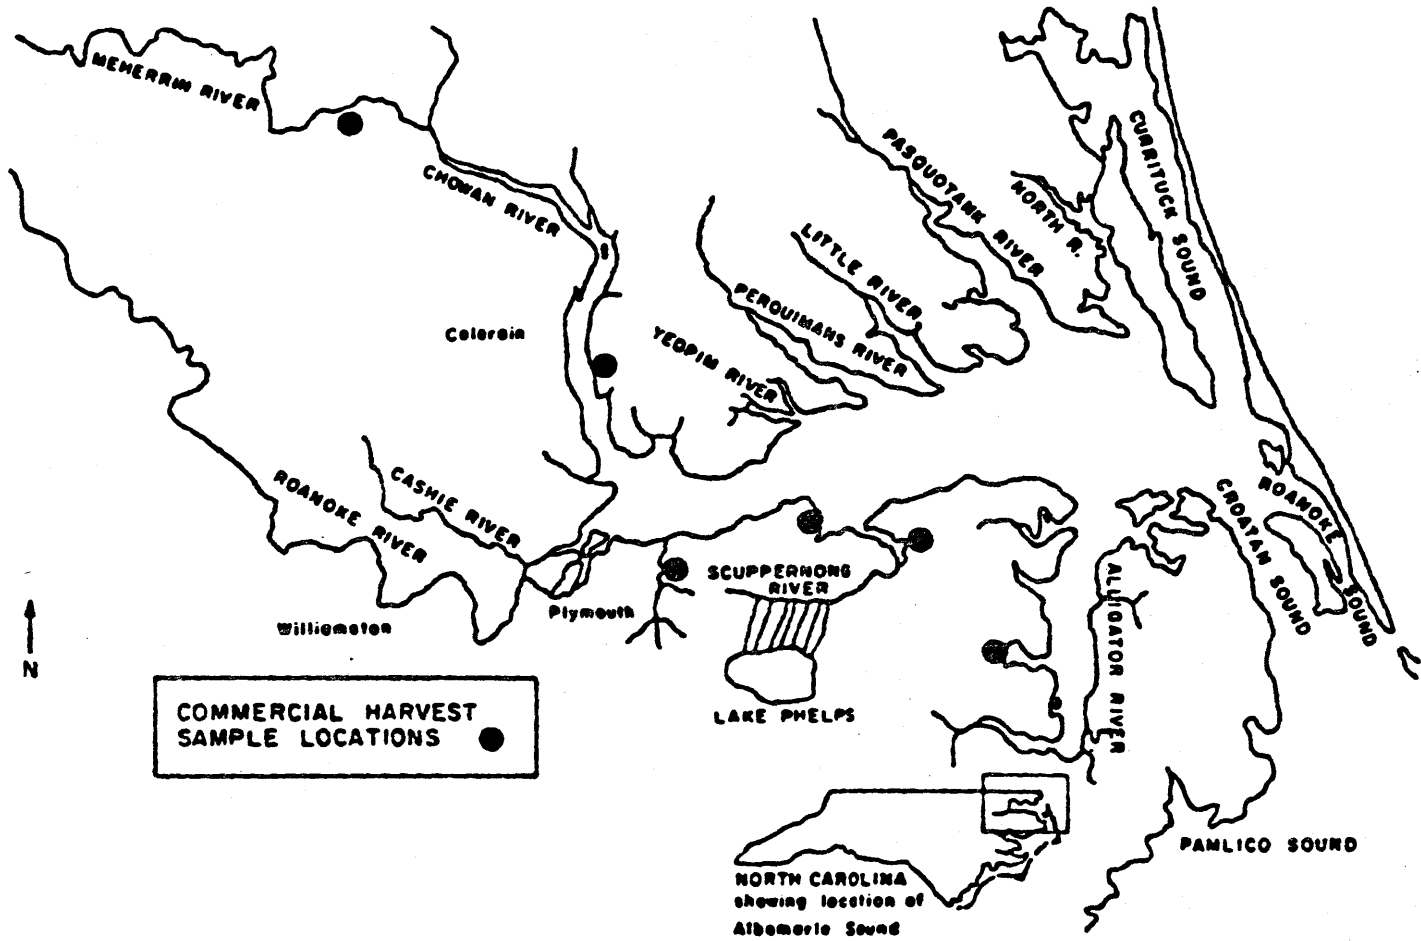 MEHERRIN RIVER
CHOWAN RIVER
PASQUOTANK RIVER
NORTH R.
CURRITUCK SOUND
LITTLE RIVER
PERQUIMANS RIVER
YEOPIM RIVER
Colerain
ROANOKE RIVER
CASHIE RIVER
CROATAN SOUND
ROANOKE SOUND
SCUPPERNONG
RIVER
ALLIGATOR RIVER
Plymouth
Williamston
N
LAKE PHELPS
COMMERCIAL HARVEST
SAMPLE LOCATIONS
PAMLICO SOUND
NORTH CAROLINA
showing location of
Albemarle Sound